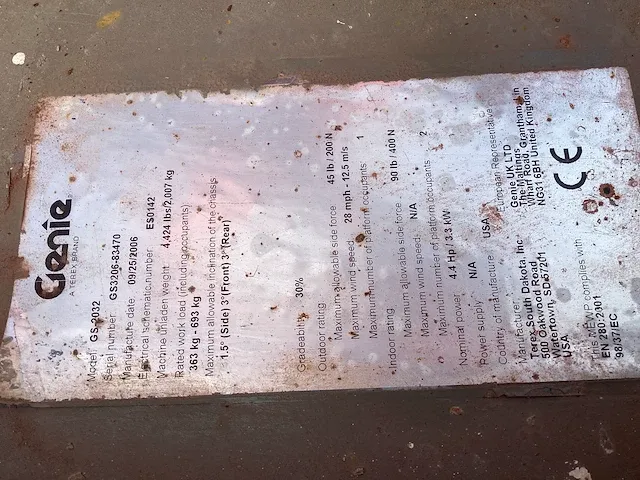 Genie
A TEREX BRAND
Model GS-2032
Serial number GS3206-83470
Manufacture date 09/25/2006
Electrical schematic number ES0142
Machine unladen weight 4,424 lbs/2,007 kg
Rated work load (including occupants)
363 kg - 693 kg
Maximum allowable inclination of the chassis
1.5° (Side) 3° (Front) 3° (Rear)
Gradeability 30%
Outdoor rating
Maximum allowable side force 45 lb / 200 N
Maximum wind speed 28 mph - 12.5 m/s
Maximum number of platform occupants 1
Indoor rating
Maximum allowable side force 90 lb / 400 N
Maximum wind speed N/A
Maximum number of platform occupants 2
Nominal power 4.4 Hp / 3.3 kW
Power supply N/A
Country of manufacture USA
Manufacturer
Terex South Dakota, Inc
500 Oakwood Road
Watertown, SD 57201
USA
European Representative
Genie UK LTD
The Maltings
Wharf Road, Grantham
NG31 6BH United Kingdom
CE
This complies with
EN 280:2001
98/37/EC